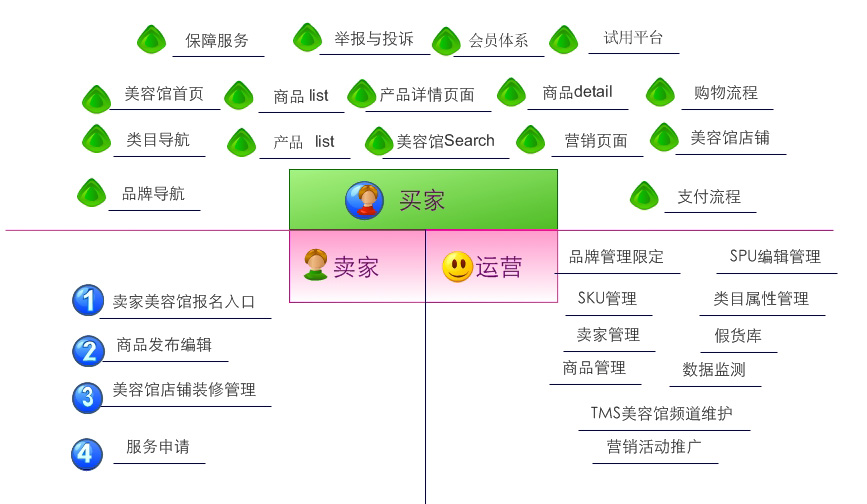 保障服务 举报与投诉 会员体系 试用平台
美容馆首页 商品 list 产品详情页面 商品detail 购物流程
类目导航 产品 list 美容馆Search 营销页面 美容馆店铺
品牌导航 买家 支付流程
卖家 运营
品牌管理限定 SPU编辑管理
1 卖家美容馆报名入口
SKU管理 类目属性管理
2 商品发布编辑
卖家管理 假货库
商品管理 数据监测
3 美容馆店铺装修管理
TMS美容馆频道维护
4 服务申请
营销活动推广